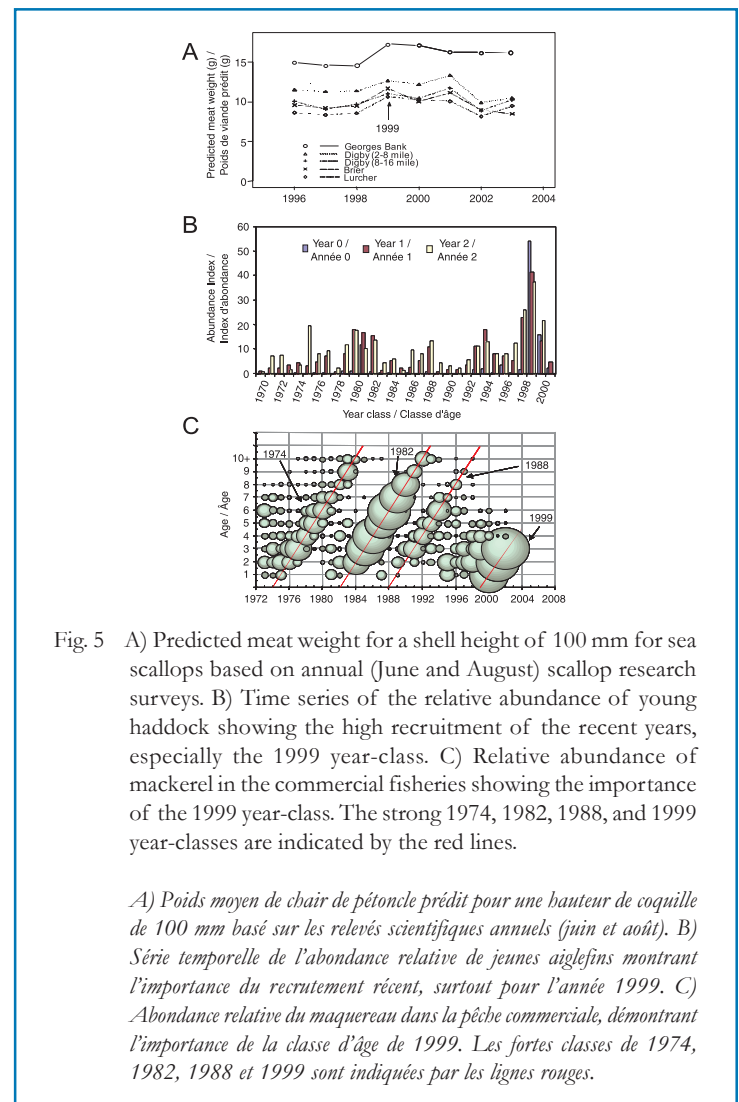 A
Predicted meat weight (g) /
Poids de viande prédit (g)
15
10
5
0
1999
Georges Bank
Digby (2-8 mile)
Digby (8-16 mile)
Brier
Lurcher
1996 1998 2000 2002 2004
B
Abundance Index /
Index d'abondance
60
50
40
30
20
10
0
Year 0 / Année 0
Year 1 / Année 1
Year 2 / Année 2
1970 1972 1974 1976 1978 1980 1982 1984 1986 1988 1990 1992 1994 1996 1998 2000
Year class / Classe d'âge
C
Age / Âge
10+
9
8
7
6
5
4
3
2
1
1974
1982
1988
1999
1972 1976 1980 1984 1988 1992 1996 2000 2004 2008
Fig. 5 A) Predicted meat weight for a shell height of 100 mm for sea
scallops based on annual (June and August) scallop research
surveys. B) Time series of the relative abundance of young
haddock showing the high recruitment of the recent years,
especially the 1999 year-class. C) Relative abundance of
mackerel in the commercial fisheries showing the importance
of the 1999 year-class. The strong 1974, 1982, 1988, and 1999
year-classes are indicated by the red lines.
A) Poids moyen de chair de pétoncle prédit pour une hauteur de coquille
de 100 mm basé sur les relevés scientifiques annuels (juin et août). B)
Série temporelle de l'abondance relative de jeunes aiglefins montrant
l'importance du recrutement récent, surtout pour l'année 1999. C)
Abondance relative du maquereau dans la pêche commerciale, démontrant
l'importance de la classe d'âge de 1999. Les fortes classes de 1974,
1982, 1988 et 1999 sont indiquées par les lignes rouges.